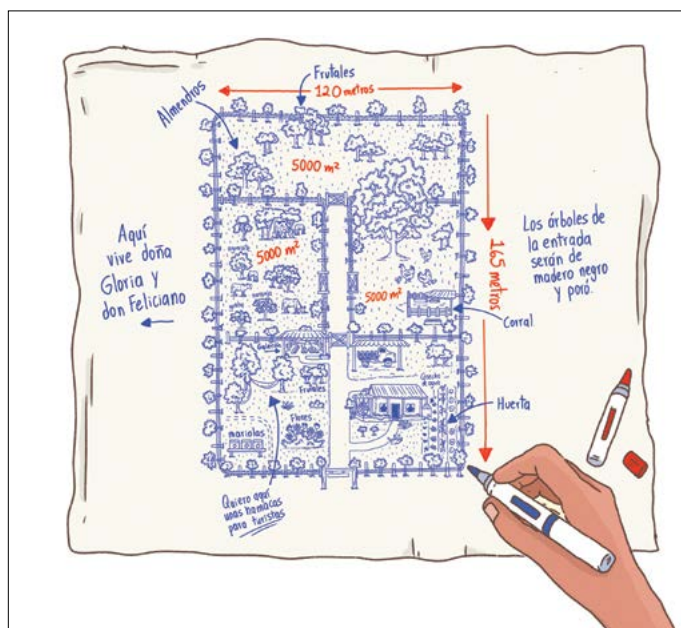 Frutales
120 metros
Almendros
5000 m²
Aquí
vive doña
Gloria y
don Feliciano
5000 m²
5000 m²
165 metros
Los árboles de
la entrada
serán de
madero negro
y poró.
Corral
Galerón
Frutales
Flores
mariolas
Huerta
Quiero aquí
unas hamacas
para turistas